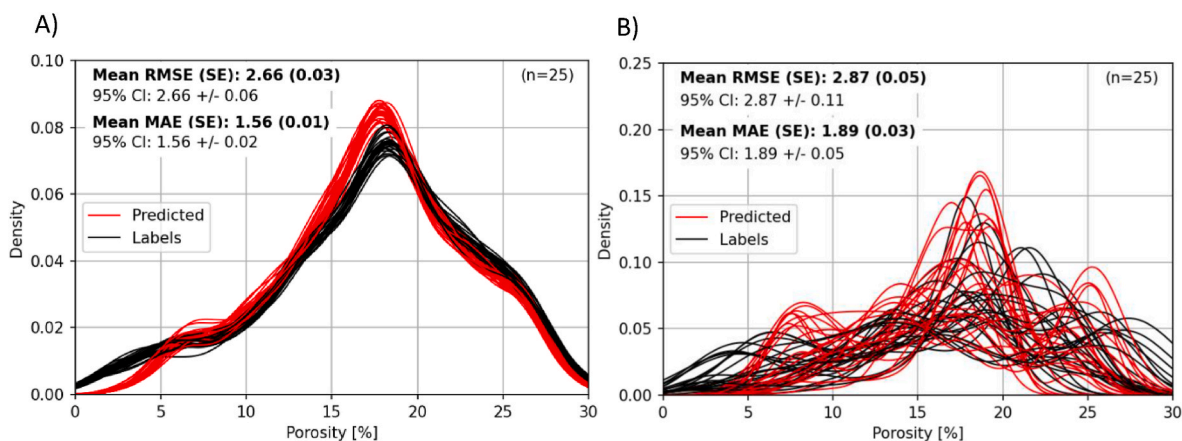 A)
Mean RMSE (SE): 2.66 (0.03)
(n=25)
95% CI: 2.66 +/- 0.06
Mean MAE (SE): 1.56 (0.01)
95% CI: 1.56 +/- 0.02
Predicted
Labels
Density
0.10
0.08
0.06
0.04
0.02
0.00
0
5
10
15
20
25
30
Porosity [%]
B)
Mean RMSE (SE): 2.87 (0.05)
(n=25)
95% CI: 2.87 +/- 0.11
Mean MAE (SE): 1.89 (0.03)
95% CI: 1.89 +/- 0.05
Predicted
Labels
Density
0.25
0.20
0.15
0.10
0.05
0.00
0
5
10
15
20
25
30
Porosity [%]